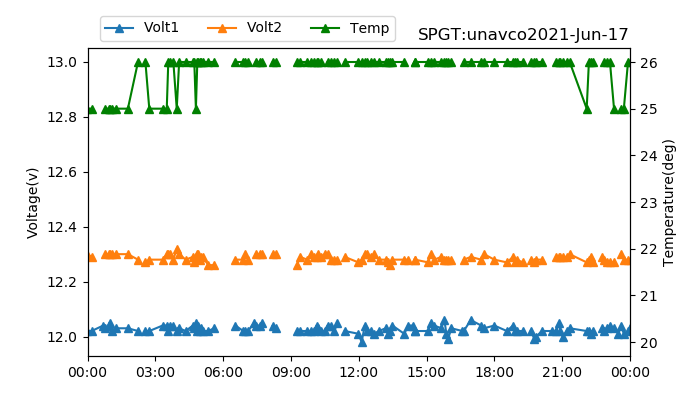 Volt1 Volt2 Temp
SPGT:unavco2021-Jun-17
13.0
12.8
12.6
12.4
12.2
12.0
Voltage(v)
26
25
24
23
22
21
20
Temperature(deg)
00:00 03:00 06:00 09:00 12:00 15:00 18:00 21:00 00:00